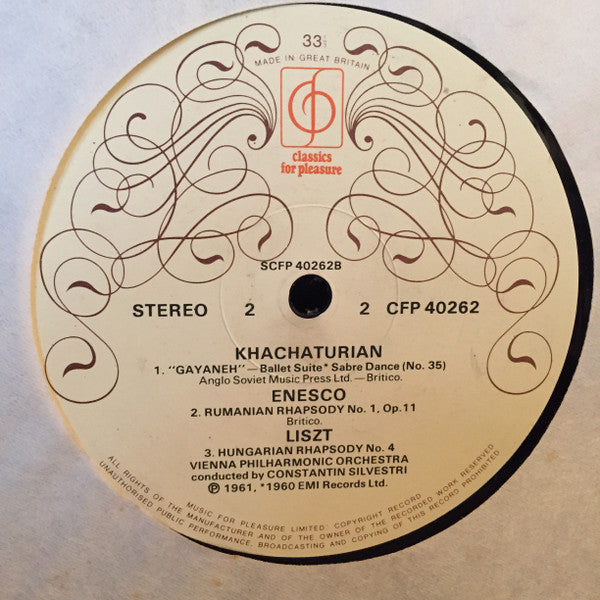 33⅓
MADE IN GREAT BRITAIN
classics
for pleasure
SCFP 40262B
STEREO 2 2 CFP 40262
KHACHATURIAN
1. "GAYANEH"—Ballet Suite* Sabre Dance (No. 35)
Anglo Soviet Music Press Ltd.—Britico.
ENESCO
2. RUMANIAN RHAPSODY No. 1, Op.11
Britico.
LISZT
3. HUNGARIAN RHAPSODY No. 4
VIENNA PHILHARMONIC ORCHESTRA
conducted by CONSTANTIN SILVESTRI
℗ 1961, *1960 EMI Records Ltd.
MUSIC FOR PLEASURE LIMITED. COPYRIGHT RECORD
ALL RIGHTS OF THE MANUFACTURER AND OF THE OWNER OF THE RECORDED WORK RESERVED
UNAUTHORISED PUBLIC PERFORMANCE, BROADCASTING AND COPYING OF THIS RECORD PROHIBITED